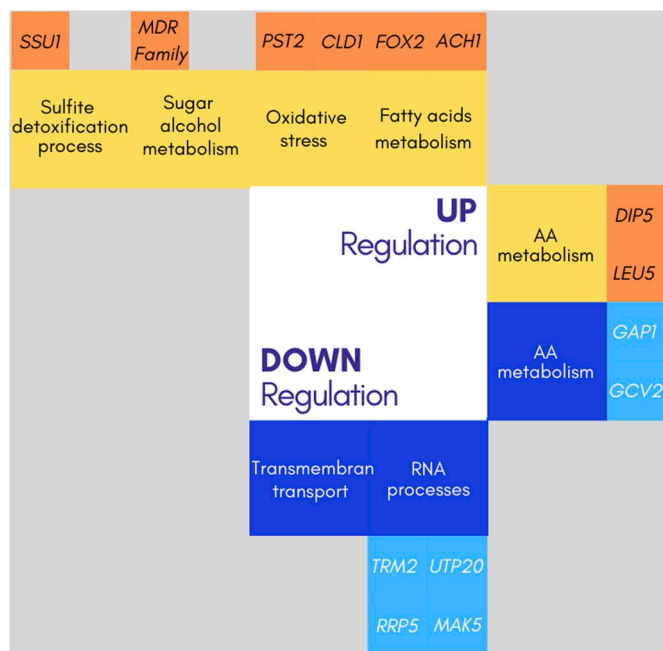 SSU1
MDR
Family
PST2 CLD1 FOX2 ACH1
Sulfite
detoxification
process
Sugar
alcohol
metabolism
Oxidative
stress
Fatty acids
metabolism
UP
Regulation
AA
metabolism
DIP5
LEU5
DOWN
Regulation
AA
metabolism
GAP1
GCV2
Transmembran
transport
RNA
processes
TRM2 UTP20
RRP5 MAK5